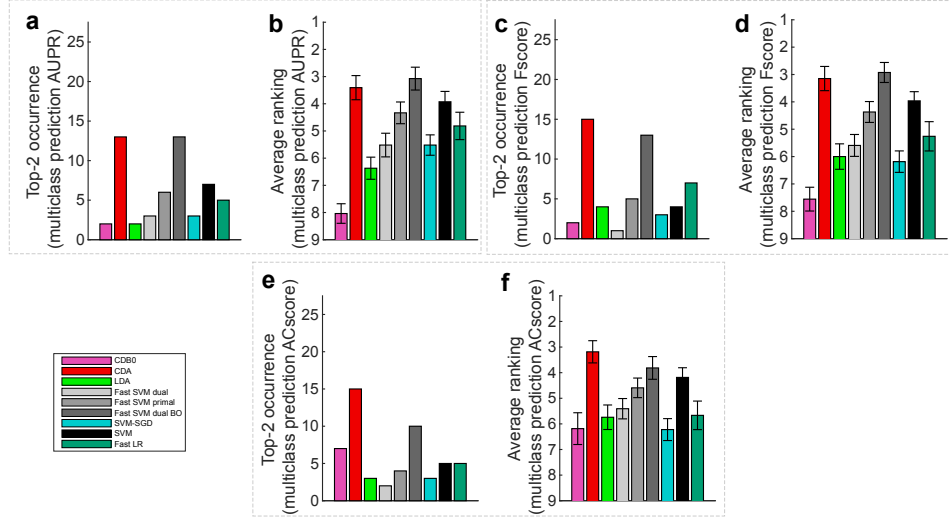 a
Top-2 occurrence
(multiclass prediction AUPR)
25
20
15
10
5
0
b
Average ranking
(multiclass prediction AUPR)
1
2
3
4
5
6
7
8
9
c
Top-2 occurrence
(multiclass prediction Fscore)
25
20
15
10
5
0
d
Average ranking
(multiclass prediction Fscore)
1
2
3
4
5
6
7
8
9
e
Top-2 occurrence
(multiclass prediction ACscore)
25
20
15
10
5
0
f
Average ranking
(multiclass prediction ACscore)
1
2
3
4
5
6
7
8
9
CDB0
CDA
LDA
Fast SVM dual
Fast SVM primal
Fast SVM dual BO
SVM-SGD
SVM
Fast LR